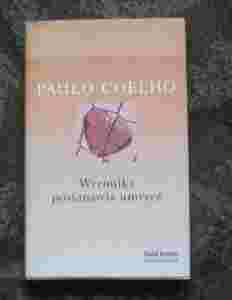 PAULO COELHO
Weronika
postanawia umrzeć